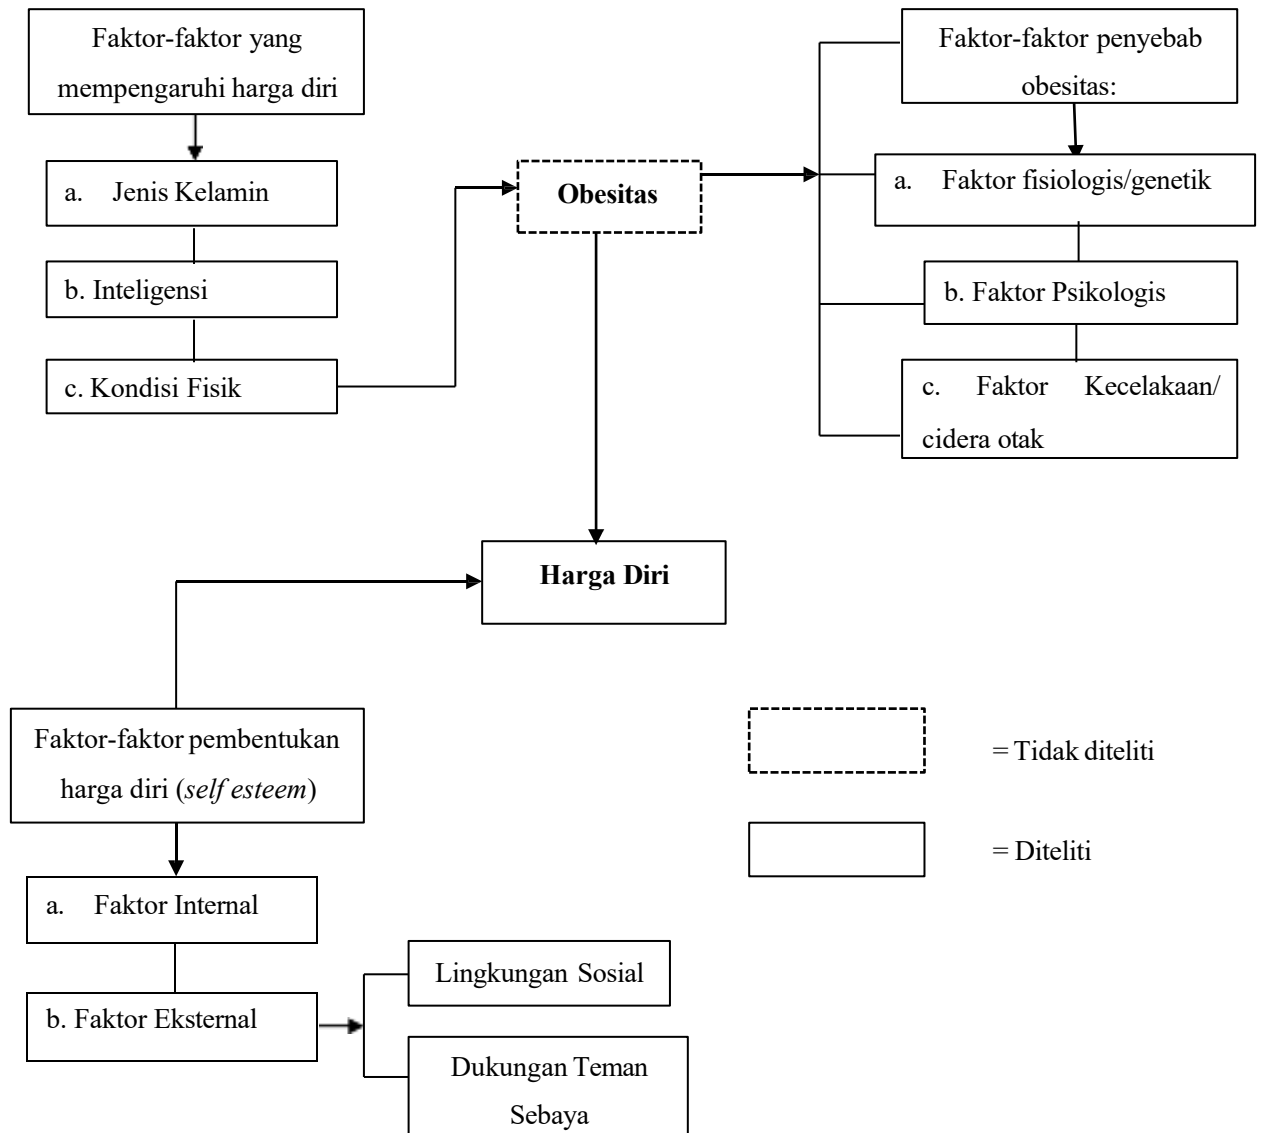 Faktor-faktor yang
mempengaruhi harga diri
a. Jenis Kelamin
b. Inteligensi
c. Kondisi Fisik
Obesitas
Faktor-faktor penyebab
obesitas:
a. Faktor fisiologis/genetik
b. Faktor Psikologis
c. Faktor Kecelakaan/
cidera otak
Harga Diri
Faktor-faktor pembentukan
harga diri (self esteem)
a. Faktor Internal
b. Faktor Eksternal
Lingkungan Sosial
Dukungan Teman
Sebaya
= Tidak diteliti
= Diteliti